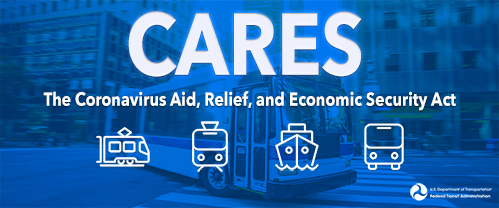 CARES
The Coronavirus Aid, Relief, and Economic Security Act
U.S. Department of Transportation
Federal Transit Administration